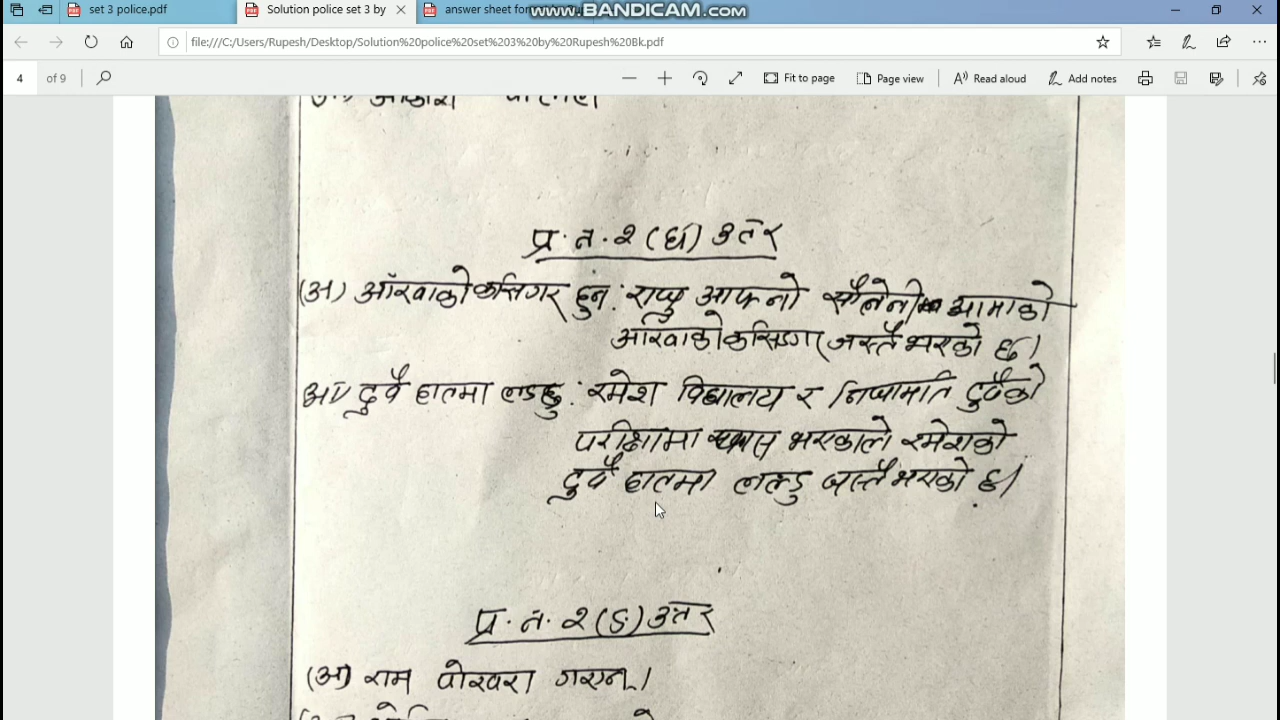 set 3 police.pdf
Solution police set 3 by
answer sheet for
www.BANDICAM.com
file:///C:/Users/Rupesh/Desktop/Solution%20police%20set%203%20by%20Rupesh%20Bk.pdf
4 of 9
Fit to page
Page view
Read aloud
Add notes
प्र. न. २ (घ) उत्तर
(अ) आँखाको कसिंगर हुनु: राप्पु आफ्नो सौतेनी आमाको
आँखाको कसिङगर जस्तै भएको छ।
दुवै हातमा लड्डु: रमेश विद्यालय र निजामति दुवैको
परीक्षामा पास भएकाले रमेशको
दुवै हातमा लड्डु जस्तै भएको छ।
प्र. नं. २ (ङ) उत्तर
(अ) राम पोखरा गएन्।